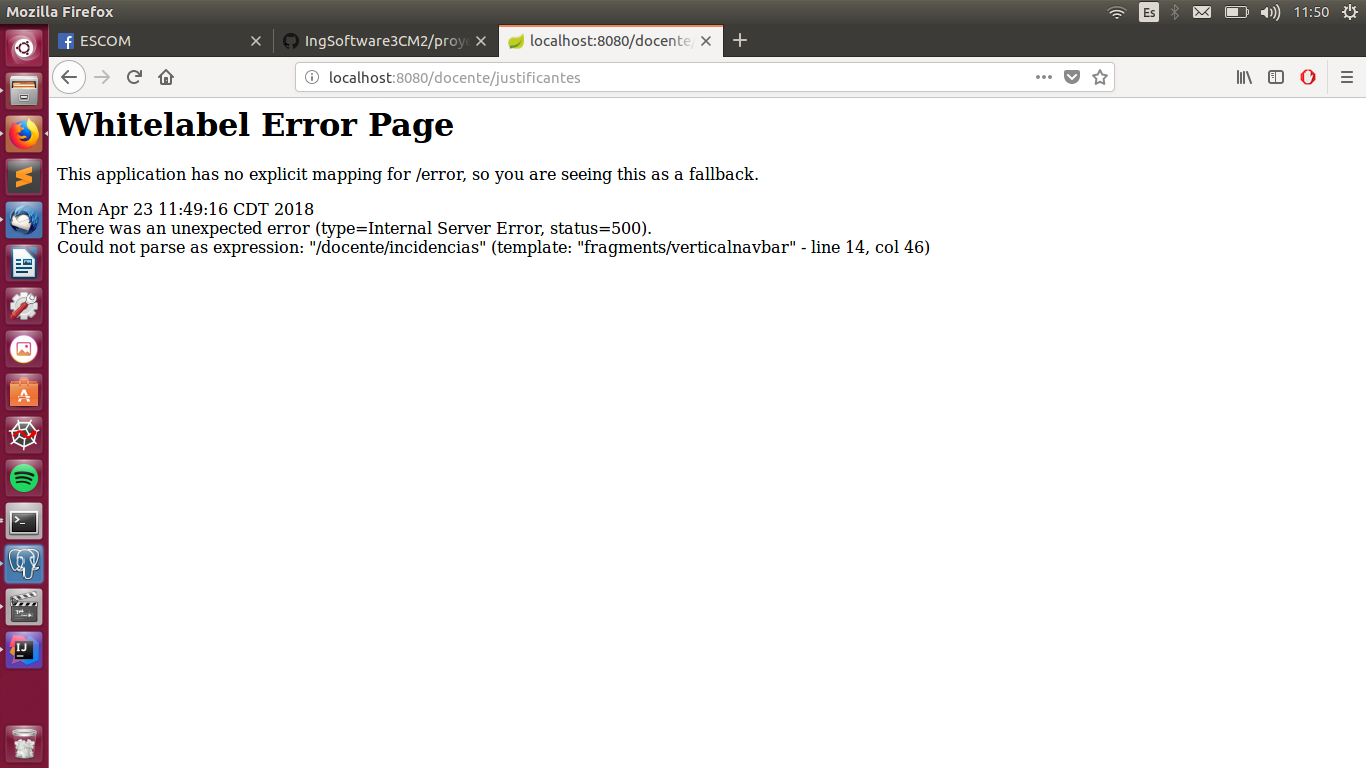 Mozilla Firefox
Es
11:50
ESCOM
IngSoftware3CM2/proye
localhost:8080/docente/
localhost:8080/docente/justificantes
Whitelabel Error Page
This application has no explicit mapping for /error, so you are seeing this as a fallback.
Mon Apr 23 11:49:16 CDT 2018
There was an unexpected error (type=Internal Server Error, status=500).
Could not parse as expression: "/docente/incidencias" (template: "fragments/verticalnavbar" - line 14, col 46)
IJ